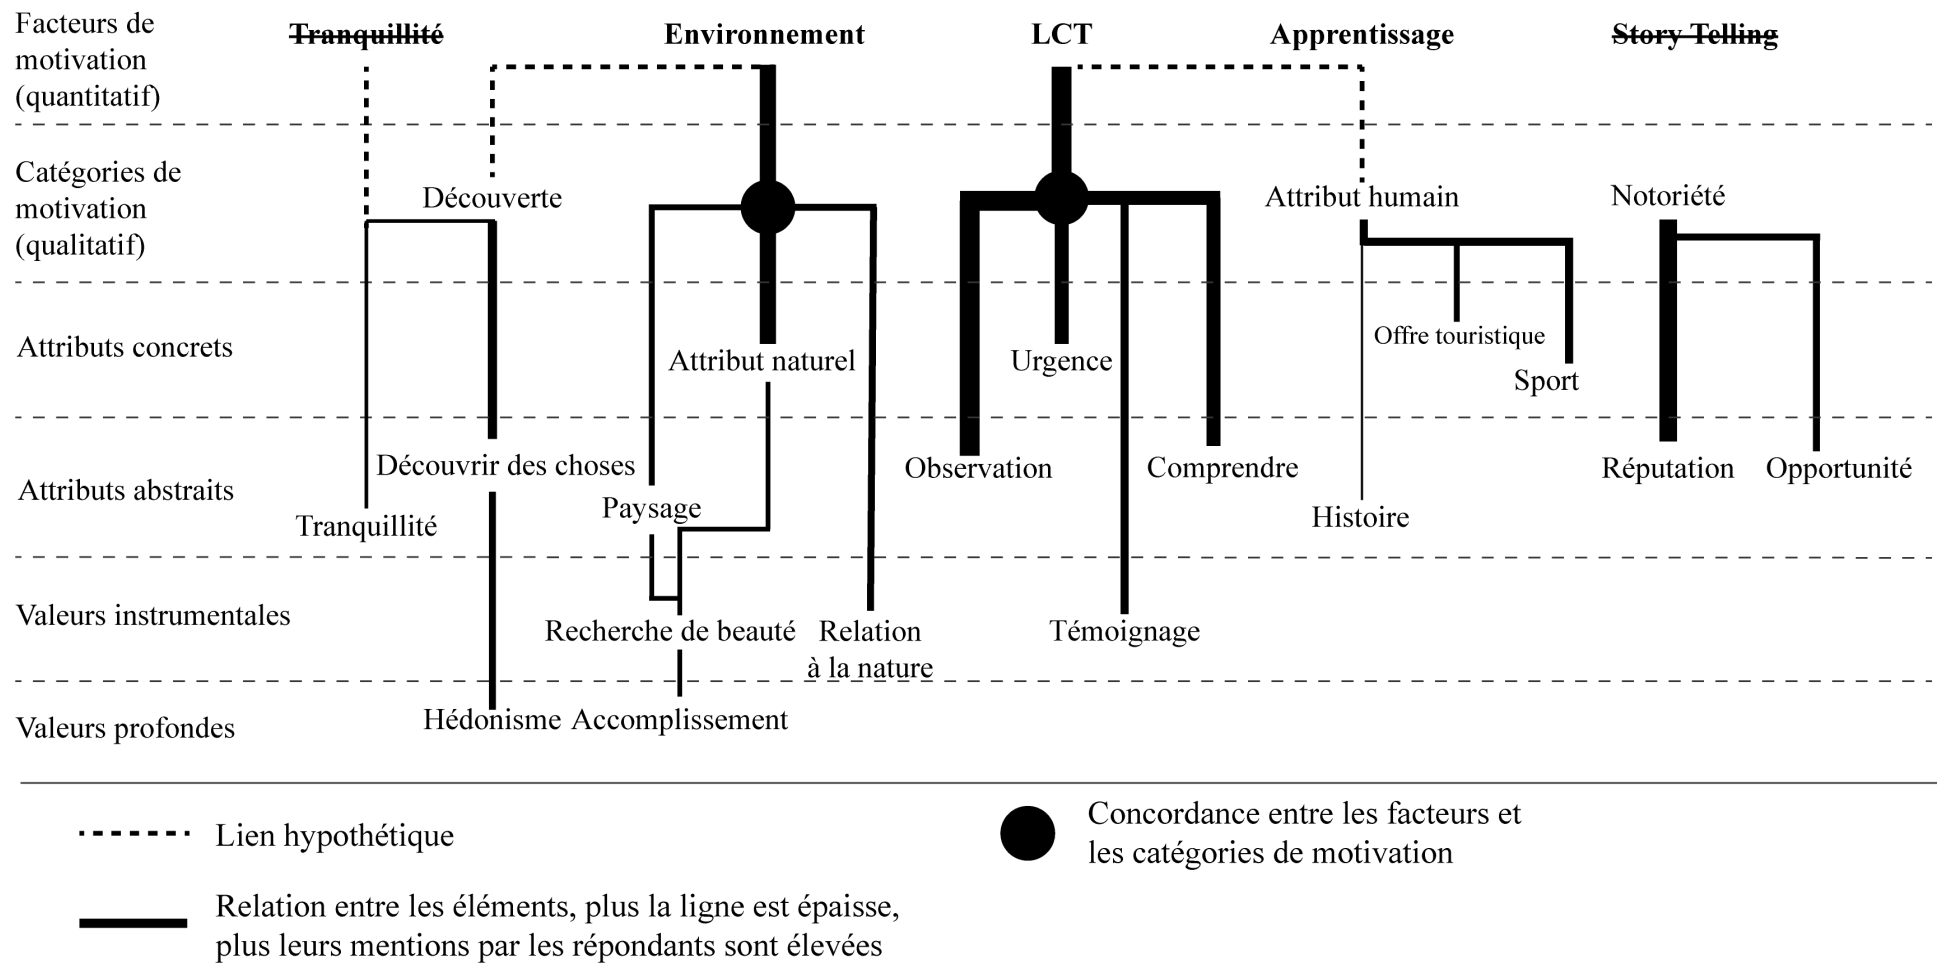 Facteurs de
motivation
(quantitatif)
Tranquillité
Environnement
LCT
Apprentissage
Story Telling
Catégories de
motivation
(qualitatif)
Découverte
Attribut humain
Notoriété
Attributs concrets
Attribut naturel
Urgence
Offre touristique
Sport
Attributs abstraits
Découvrir des choses
Tranquillité
Paysage
Observation
Comprendre
Histoire
Réputation
Opportunité
Valeurs instrumentales
Recherche de beauté
Relation
à la nature
Témoignage
Valeurs profondes
Hédonisme
Accomplissement
Lien hypothétique
Relation entre les éléments, plus la ligne est épaisse,
plus leurs mentions par les répondants sont élevées
Concordance entre les facteurs et
les catégories de motivation